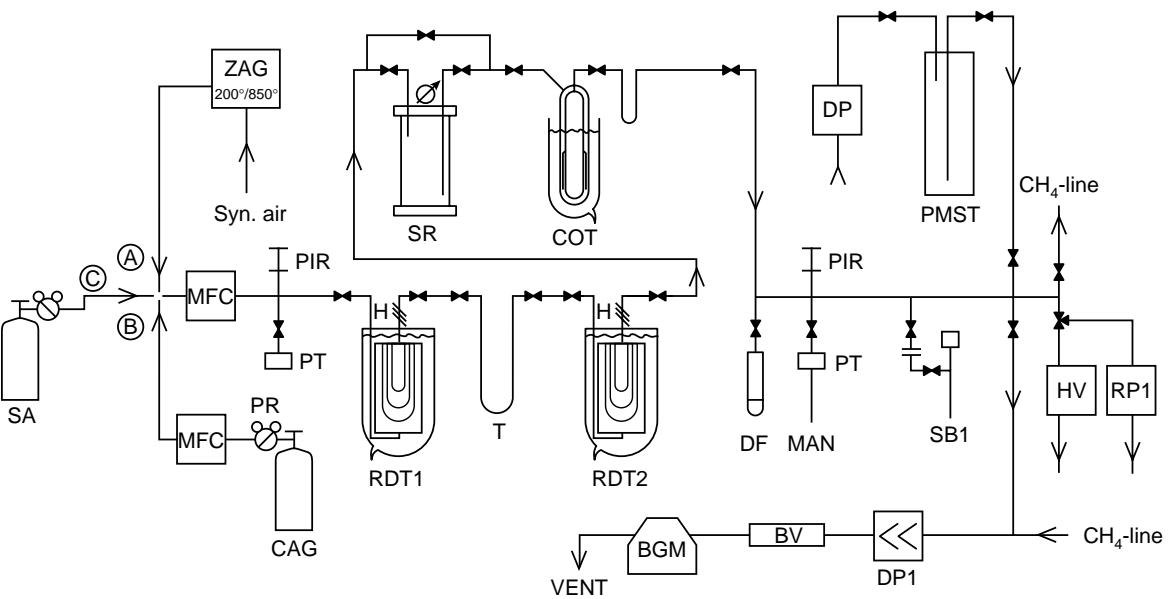 ZAG
200°/850°
DP
CH₄-line
Syn. air
SR
COT
PMST
A
PIR
PIR
C
MFC
H
H
B
PT
PT
HV
RP1
SA
PR
MFC
T
DF
MAN
SB1
RDT1
RDT2
CAG
BGM
BV
CH₄-line
VENT
DP1